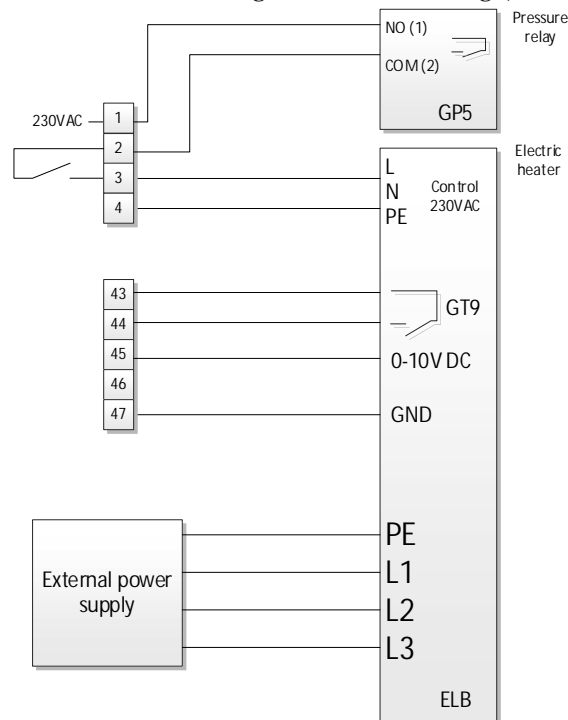 NO (1)
COM (2)
GP5
Pressure
relay
230VAC
1
2
3
4
Electric
heater
L
N
PE
Control
230VAC
43
44
45
46
47
GT9
0-10V DC
GND
External power
supply
PE
L1
L2
L3
ELB